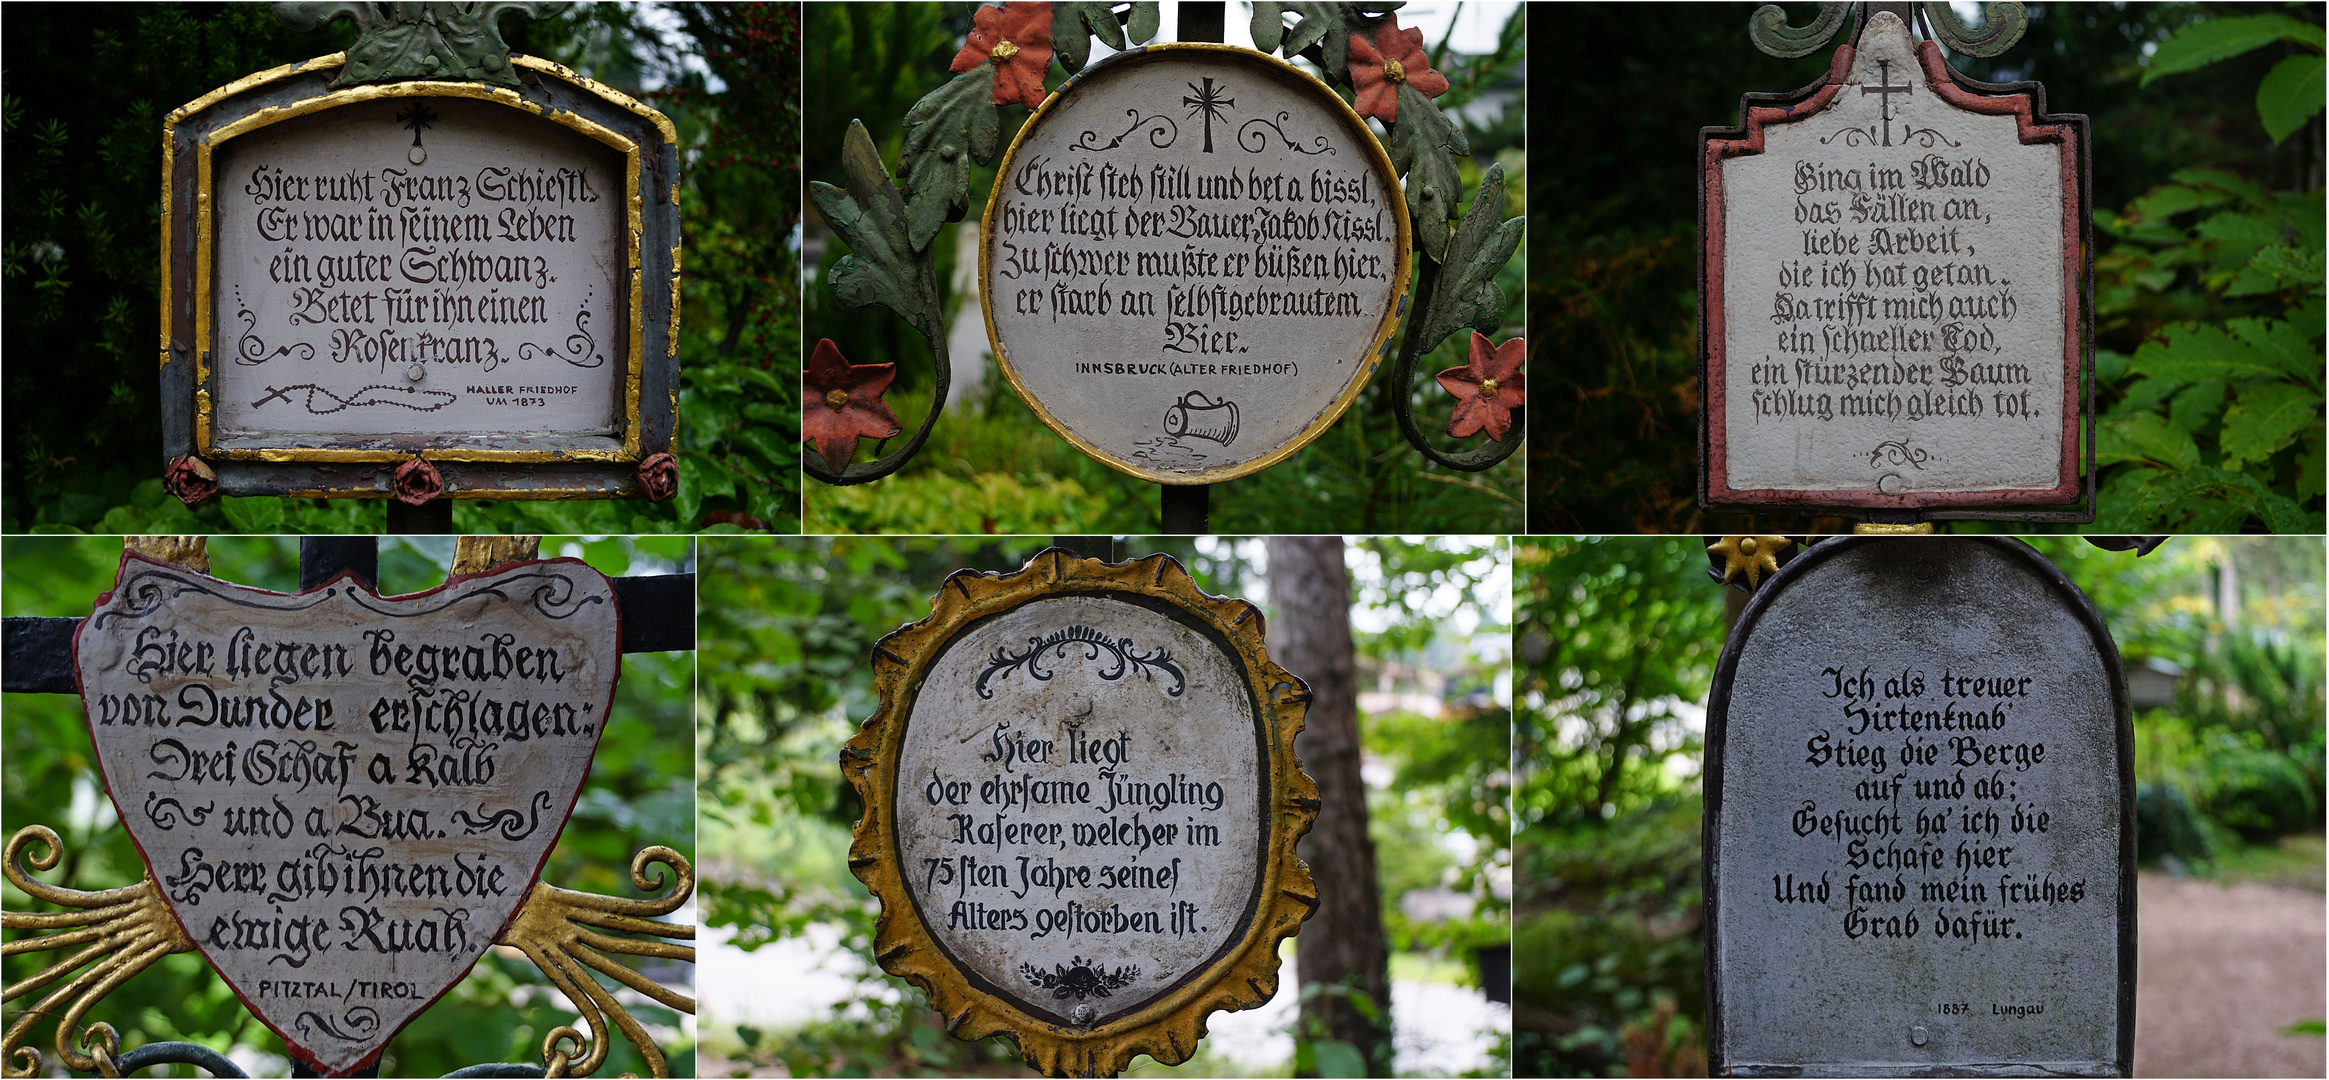 Hier ruht Franz Schiestl.
Er war in seinem Leben
ein guter Schwanz.
Betet für ihn einen
Rosenkranz.
HALLER FRIEDHOF
UM 1873
Christ steh still und bet a bissl,
hier liegt der Bauer Jakob Nissl.
Zu schwer mußte er büßen hier,
er starb an selbstgebrautem
Bier.
INNSBRUCK (ALTER FRIEDHOF)
Ging im Wald
das Fällen an,
liebe Arbeit,
die ich hat getan.
Da trifft mich auch
ein schneller Tod,
ein stürzender Baum
schlug mich gleich tot.
Hier liegen begraben
von Dunder erschlagen:
Drei Schaf a Kalb
und a Bua.
Herr gib ihnen die
ewige Ruah.
PITZTAL/TIROL
Hier liegt
der ehrsame Jüngling
Kaserer, welcher im
75sten Jahre seines
Alters gestorben ist.
Ich als treuer
Hirtenknab'
Stieg die Berge
auf und ab;
Gesucht ha' ich die
Schafe hier
Und fand mein frühes
Grab dafür.
1887 Lungau